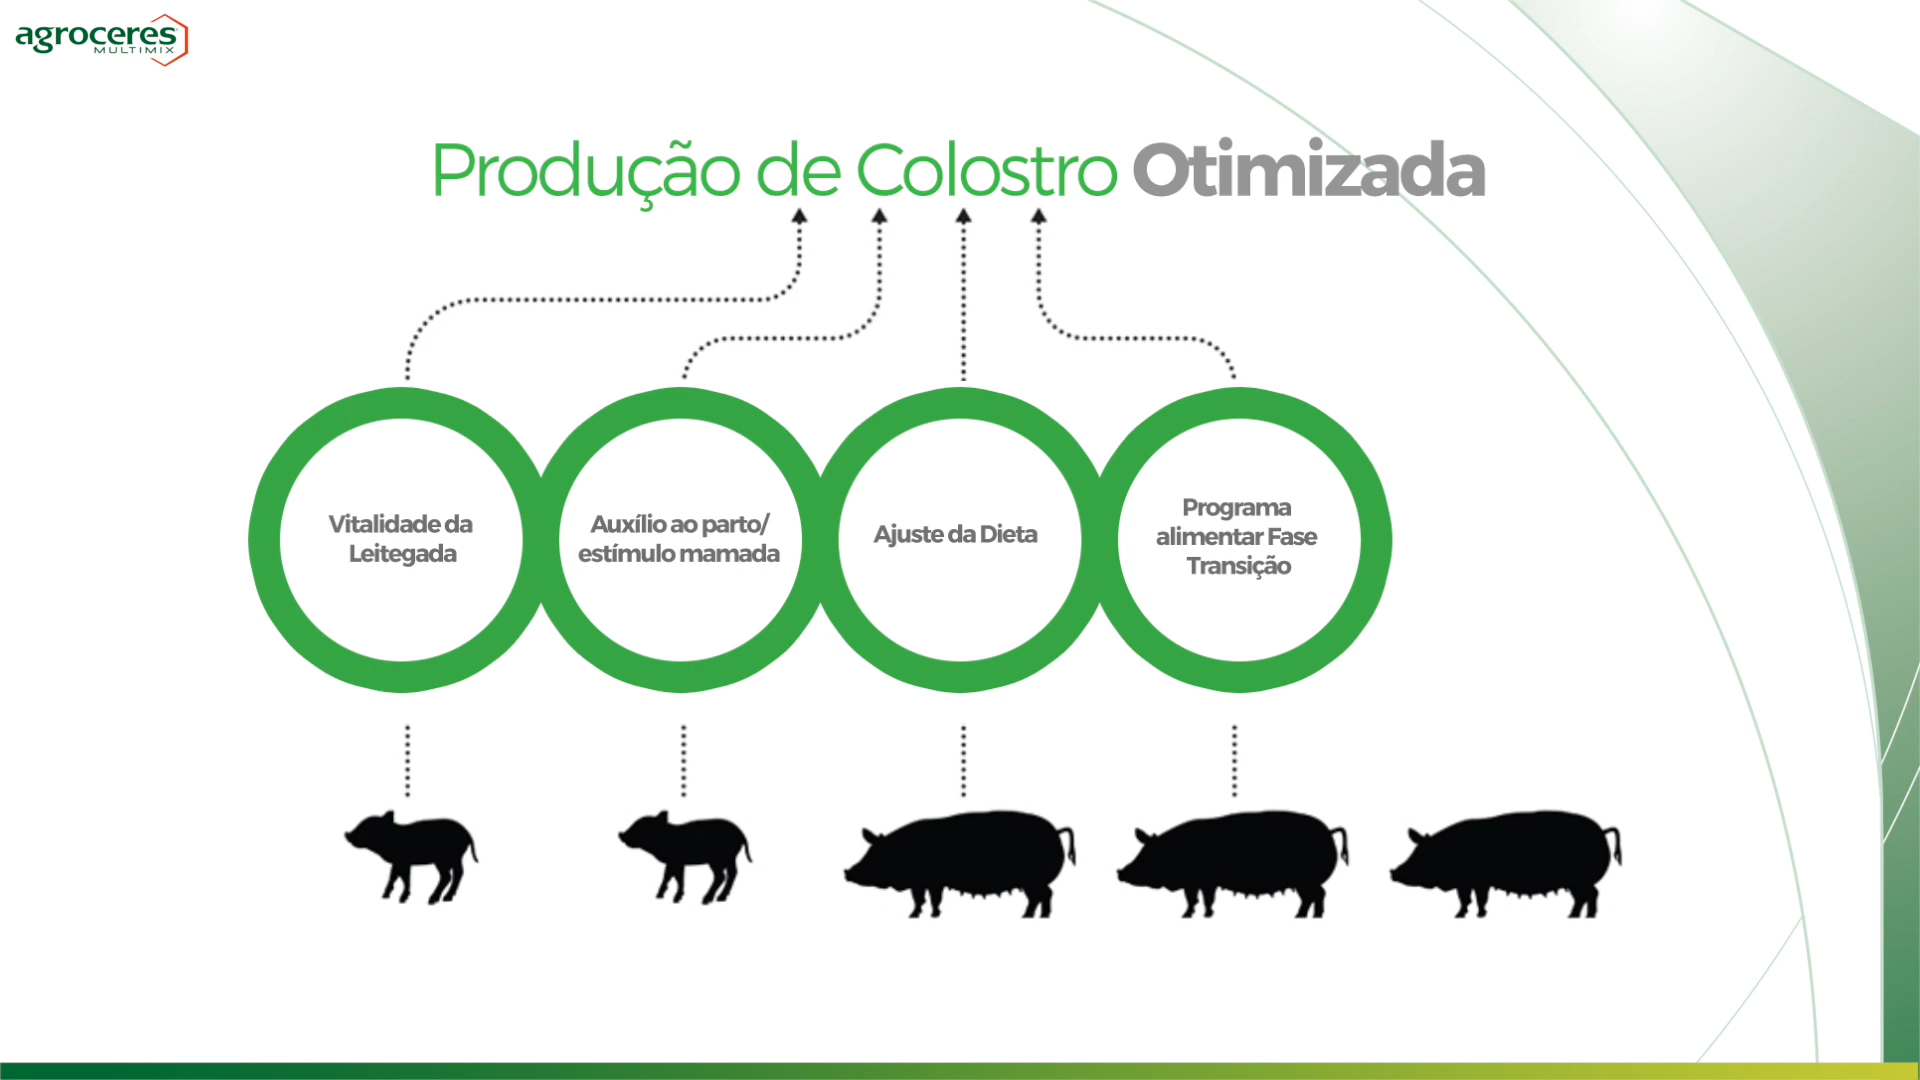 agroceres
MULTIMIX
Produção de Colostro Otimizada
Vitalidade da
Leitegada
Auxílio ao parto/
estímulo mamada
Ajuste da Dieta
Programa
alimentar Fase
Transição